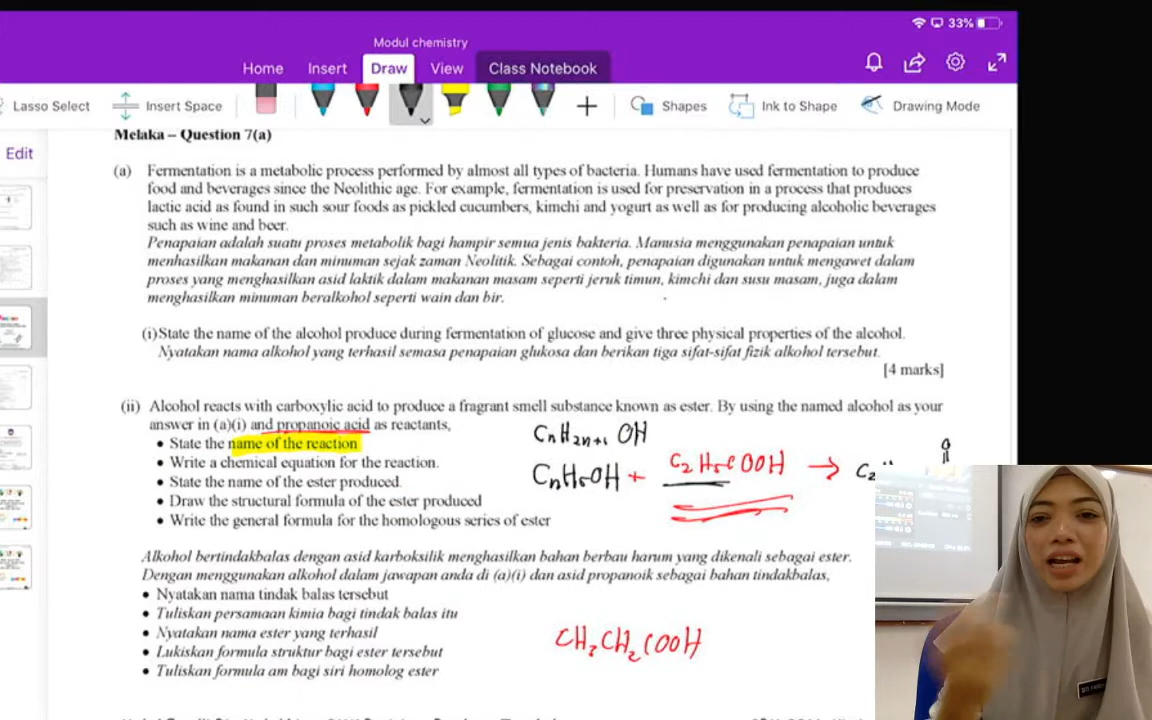 33%
Modul chemistry
Home Insert Draw View Class Notebook
Lasso Select Insert Space Shapes Ink to Shape Drawing Mode
Edit
Melaka – Question 7(a)
(a) Fermentation is a metabolic process performed by almost all types of bacteria. Humans have used fermentation to produce
food and beverages since the Neolithic age. For example, fermentation is used for preservation in a process that produces
lactic acid as found in such sour foods as pickled cucumbers, kimchi and yogurt as well as for producing alcoholic beverages
such as wine and beer.
Penapaian adalah suatu proses metabolik bagi hampir semua jenis bakteria. Manusia menggunakan penapaian untuk
menhasilkan makanan dan minuman sejak zaman Neolitik. Sebagai contoh, penapaian digunakan untuk mengawet dalam
proses yang menghasilkan asid laktik dalam makanan masam seperti jeruk timun, kimchi dan susu masam, juga dalam
menghasilkan minuman beralkohol seperti wain dan bir.
(i)State the name of the alcohol produce during fermentation of glucose and give three physical properties of the alcohol.
Nyatakan nama alkohol yang terhasil semasa penapaian glukosa dan berikan tiga sifat-sifat fizik alkohol tersebut.
[4 marks]
(ii) Alcohol reacts with carboxylic acid to produce a fragrant smell substance known as ester. By using the named alcohol as your
answer in (a)(i) and propanoic acid as reactants,
• State the name of the reaction
• Write a chemical equation for the reaction.
• State the name of the ester produced.
• Draw the structural formula of the ester produced
• Write the general formula for the homologous series of ester
CnH2n+1 OH
CnH5OH + C2H5COOH → C2H
Alkohol bertindakbalas dengan asid karboksilik menghasilkan bahan berbau harum yang dikenali sebagai ester.
Dengan menggunakan alkohol dalam jawapan anda di (a)(i) dan asid propanoik sebagai bahan tindakbalas,
• Nyatakan nama tindak balas tersebut
• Tuliskan persamaan kimia bagi tindak balas itu
• Nyatakan nama ester yang terhasil
• Lukiskan formula struktur bagi ester tersebut
• Tuliskan formula am bagi siri homolog ester
CH3CH2COOH